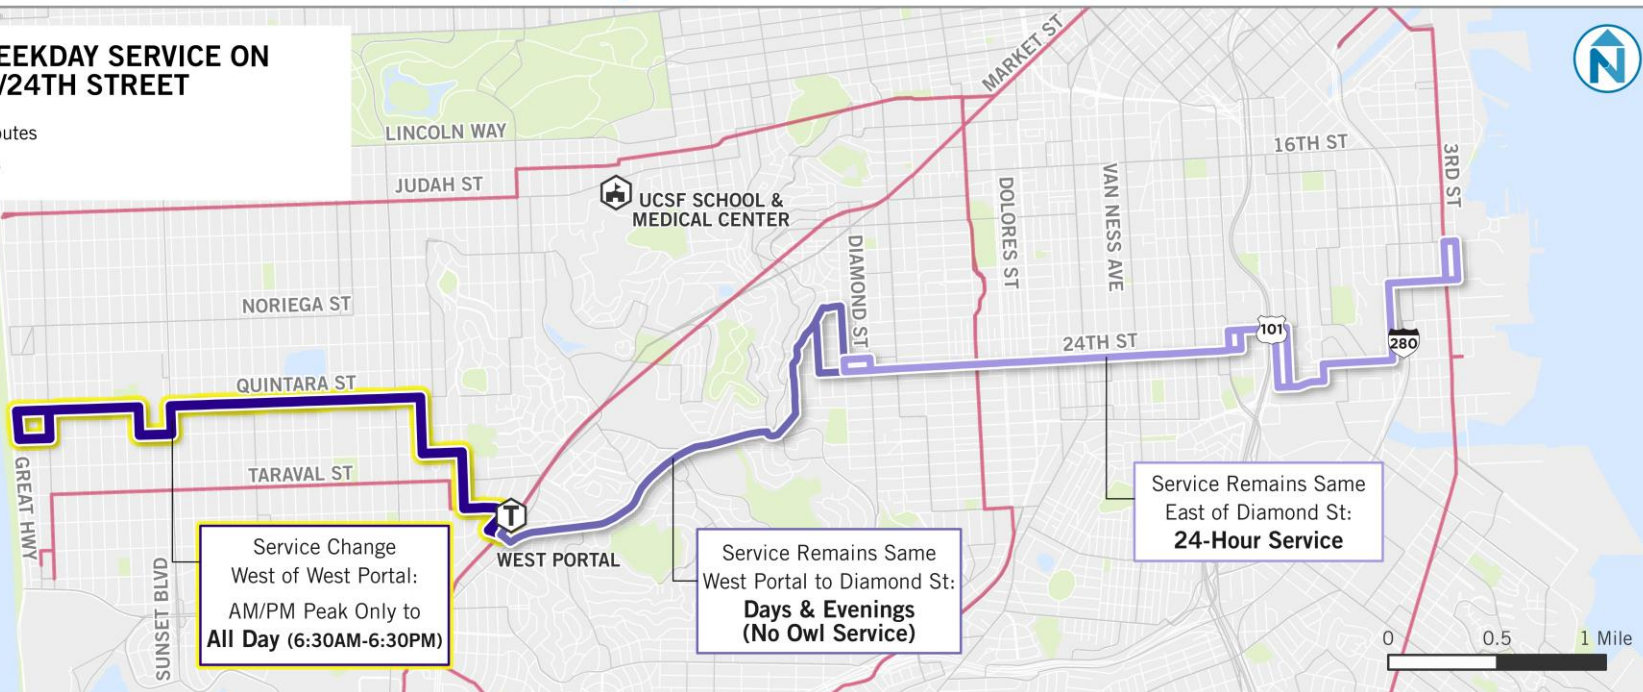 EEKDAY SERVICE ON
/24TH STREET
utes
N
MARKET ST
LINCOLN WAY
JUDAH ST
UCSF SCHOOL &
MEDICAL CENTER
16TH ST
3RD ST
DOLORES ST
VAN NESS AVE
DIAMOND ST
NORIEGA ST
101
280
24TH ST
QUINTARA ST
TARAVAL ST
GREAT HWY
SUNSET BLVD
T
WEST PORTAL
Service Change
West of West Portal:
AM/PM Peak Only to
All Day (6:30AM-6:30PM)
Service Remains Same
West Portal to Diamond St:
Days & Evenings
(No Owl Service)
Service Remains Same
East of Diamond St:
24-Hour Service
0 0.5 1 Mile